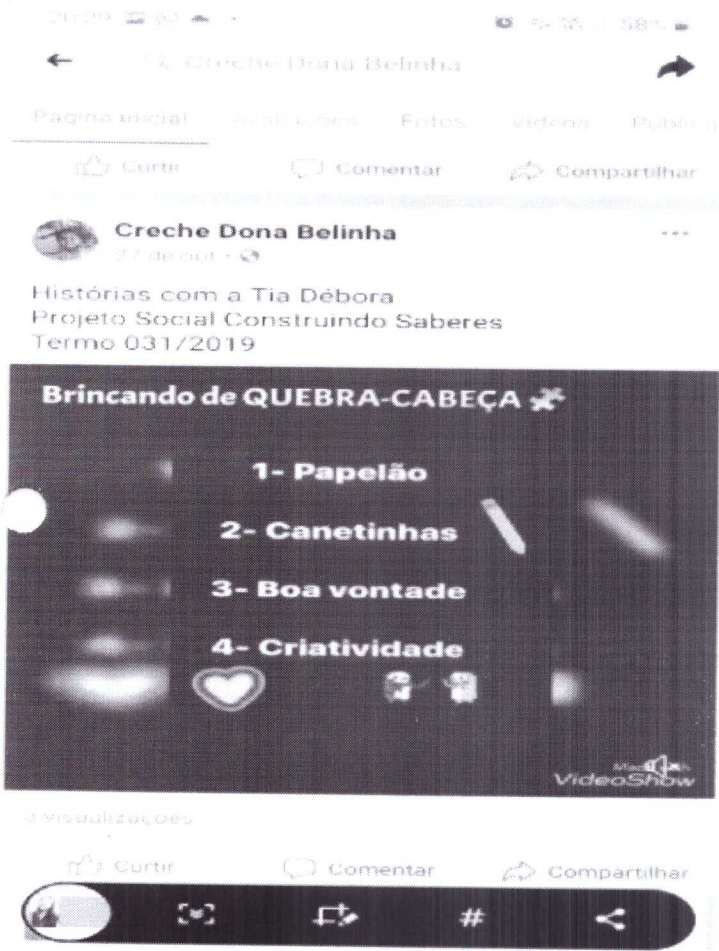 58%
Creche Dona Belinha
Página inicial Fotos Vídeos
Curtir Comentar Compartilhar
Creche Dona Belinha
27 de out
Histórias com a Tia Débora
Projeto Social Construindo Saberes
Termo 031/2019
Brincando de QUEBRA-CABEÇA
1- Papelão
2- Canetinhas
3- Boa vontade
4- Criatividade
VideoShow
visualizações
Curtir Comentar Compartilhar
#